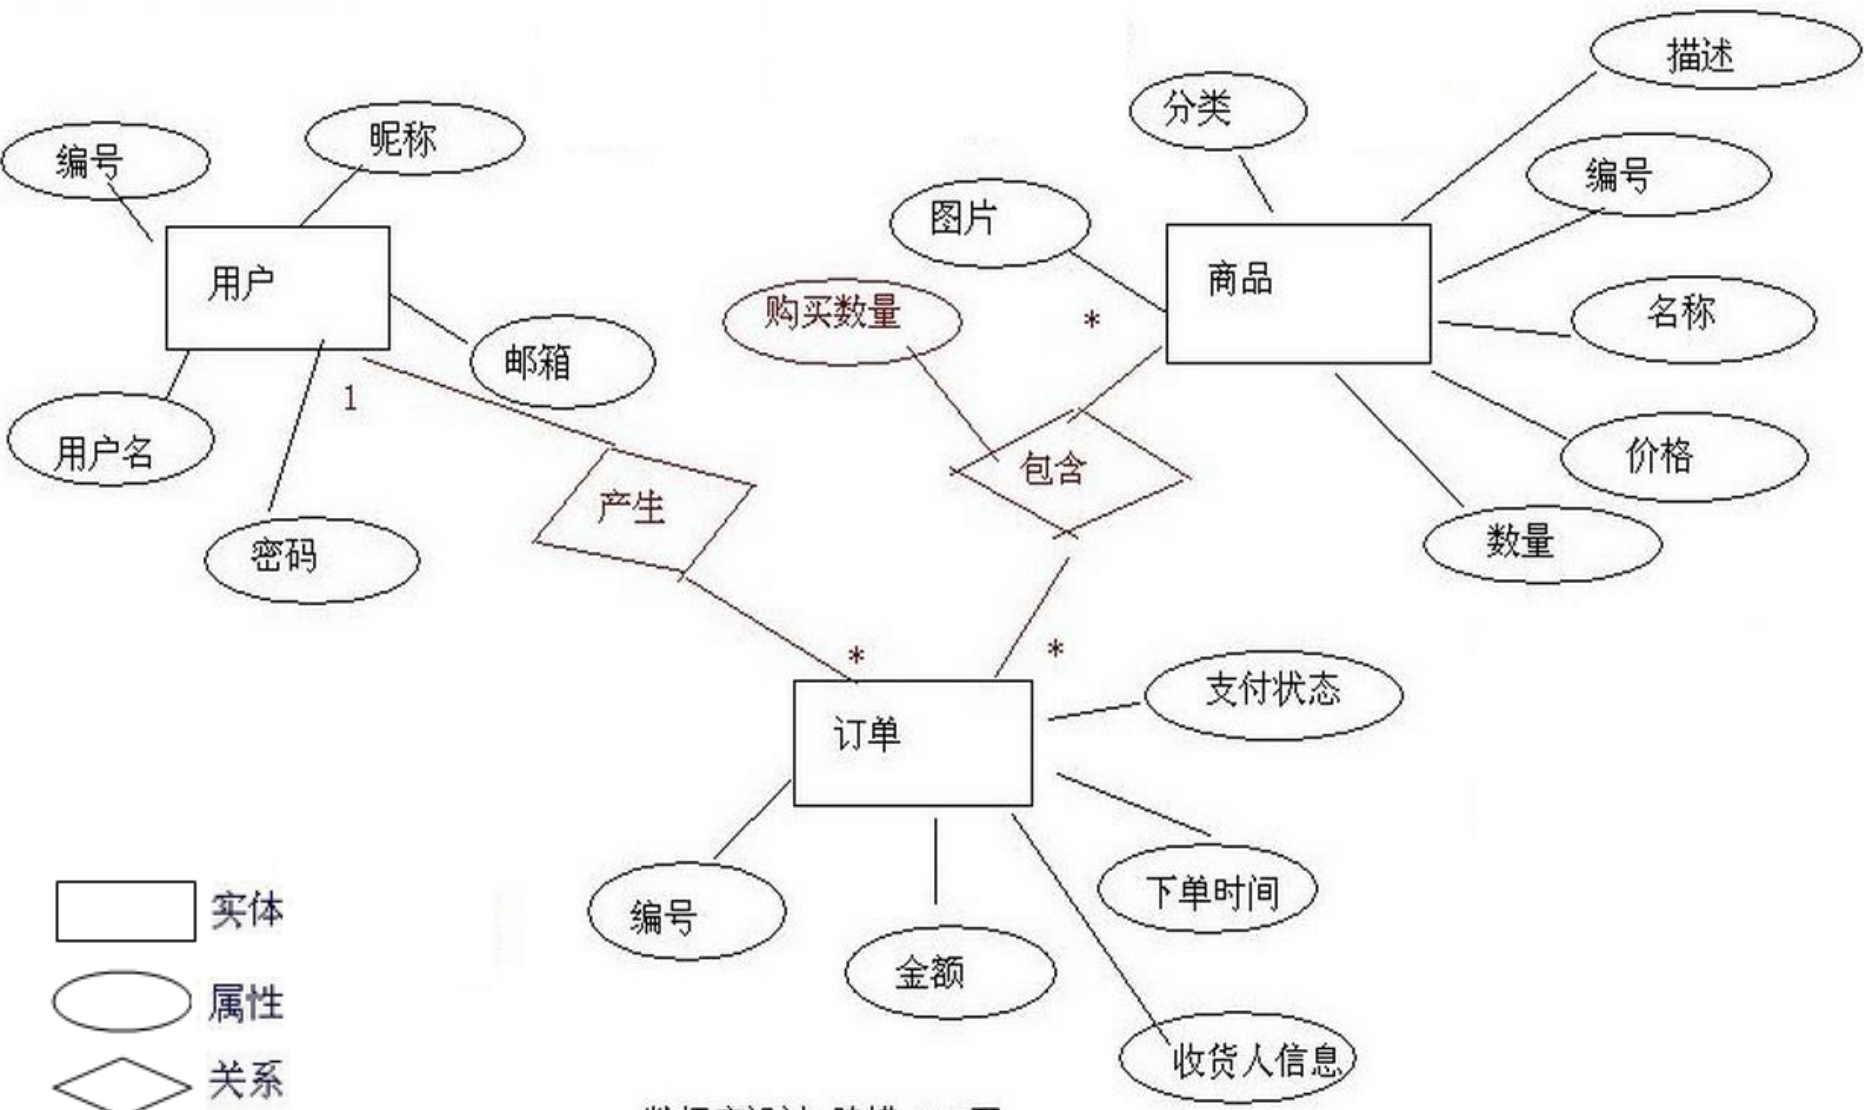 描述
分类
昵称
编号
编号
图片
用户
商品
购买数量
*
名称
邮箱
1
用户名
价格
包含
产生
数量
密码
*
*
支付状态
订单
下单时间
编号
实体
金额
属性
收货人信息
关系